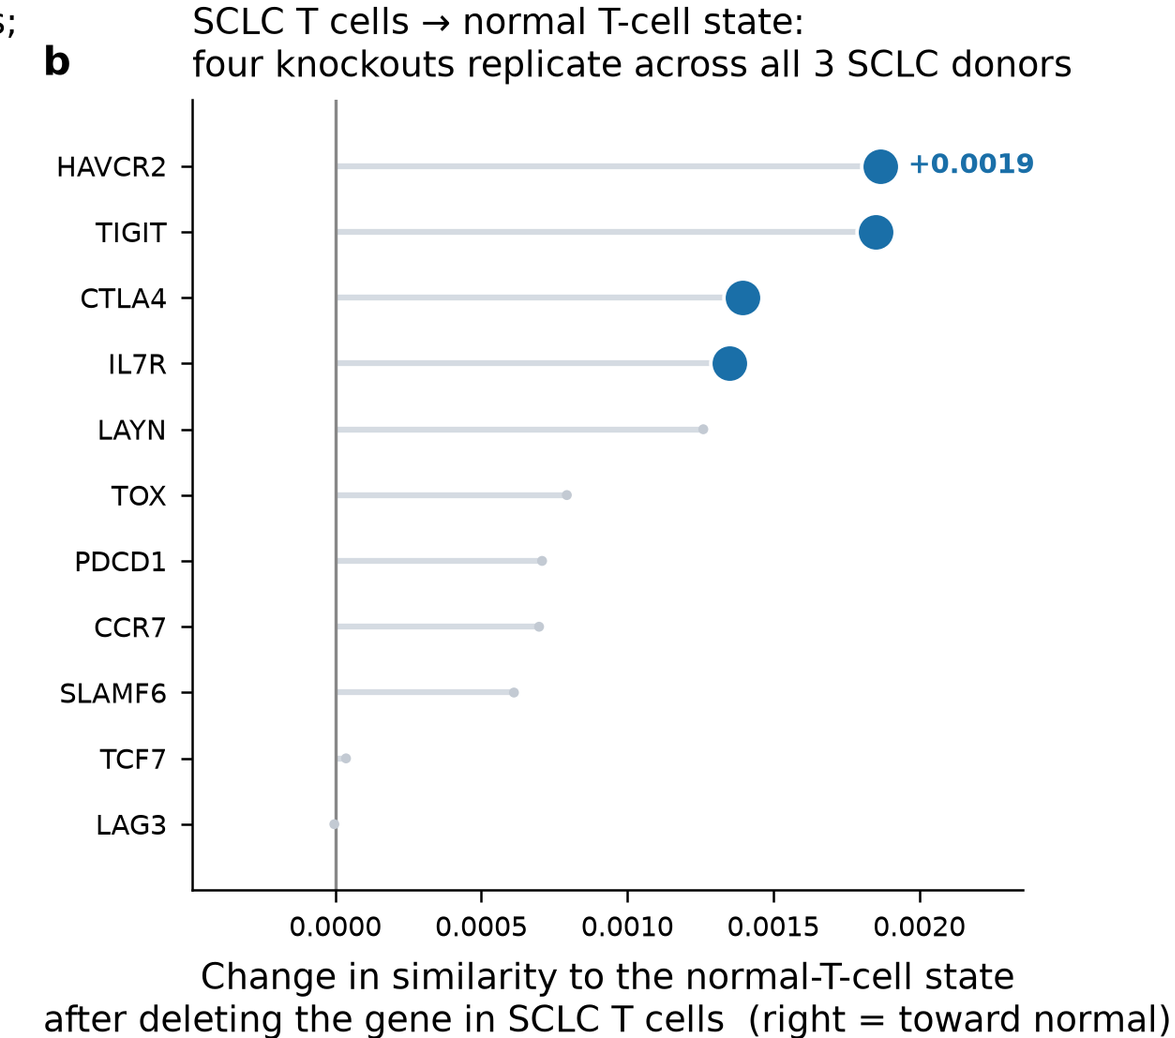 s;
SCLC T cells → normal T-cell state:
b
four knockouts replicate across all 3 SCLC donors
HAVCR2
+0.0019
TIGIT
CTLA4
IL7R
LAYN
TOX
PDCD1
CCR7
SLAMF6
TCF7
LAG3
0.0000 0.0005 0.0010 0.0015 0.0020
Change in similarity to the normal-T-cell state
after deleting the gene in SCLC T cells (right = toward normal)